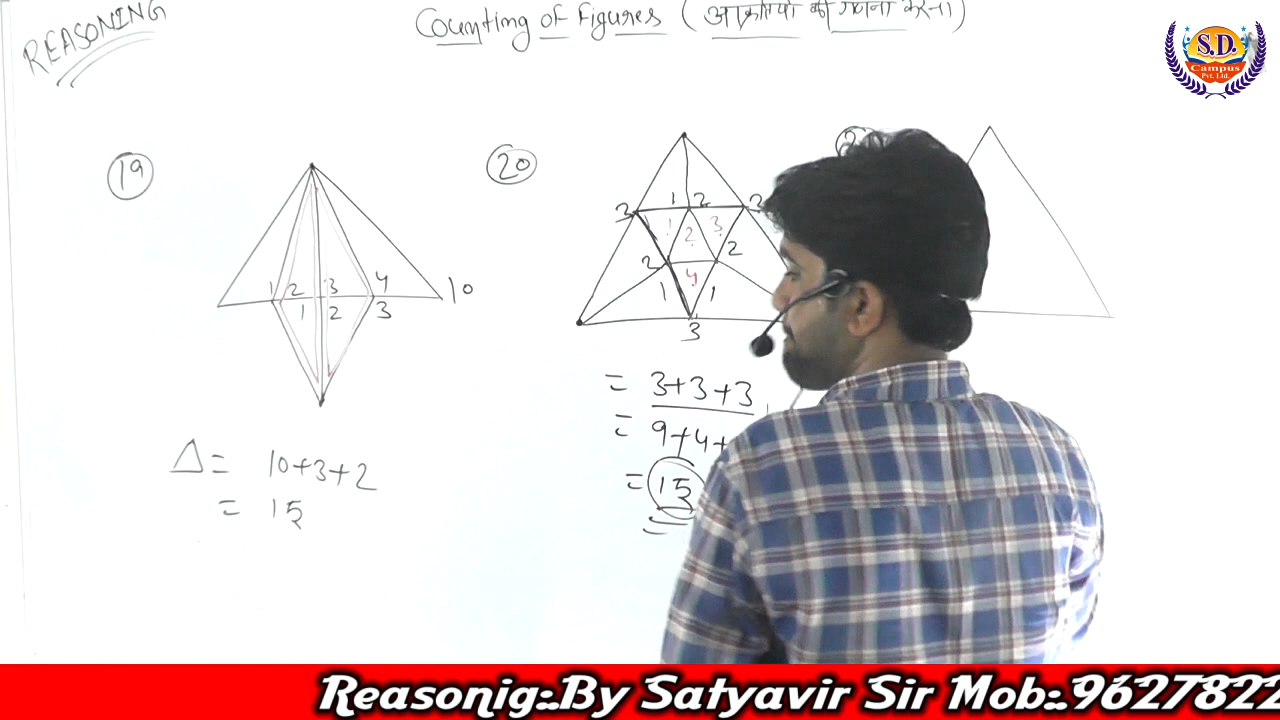 REASONING
Counting of figures (आकृतियों की गणना करना)
S.D.
Campus
Pvt. Ltd.
19
1 2 3 4
10
1 2 3
Δ = 10+3+2
= 15
20
1 2
2
1 2 3
2 2
4
1 1
3
= 3+3+3
= 9+4+
= 15
Reasonig:.By Satyavir Sir Mob:.9627822